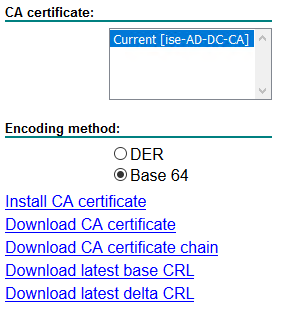 CA certificate:
Current [ise-AD-DC-CA]
Encoding method:
DER
Base 64
Install CA certificate
Download CA certificate
Download CA certificate chain
Download latest base CRL
Download latest delta CRL